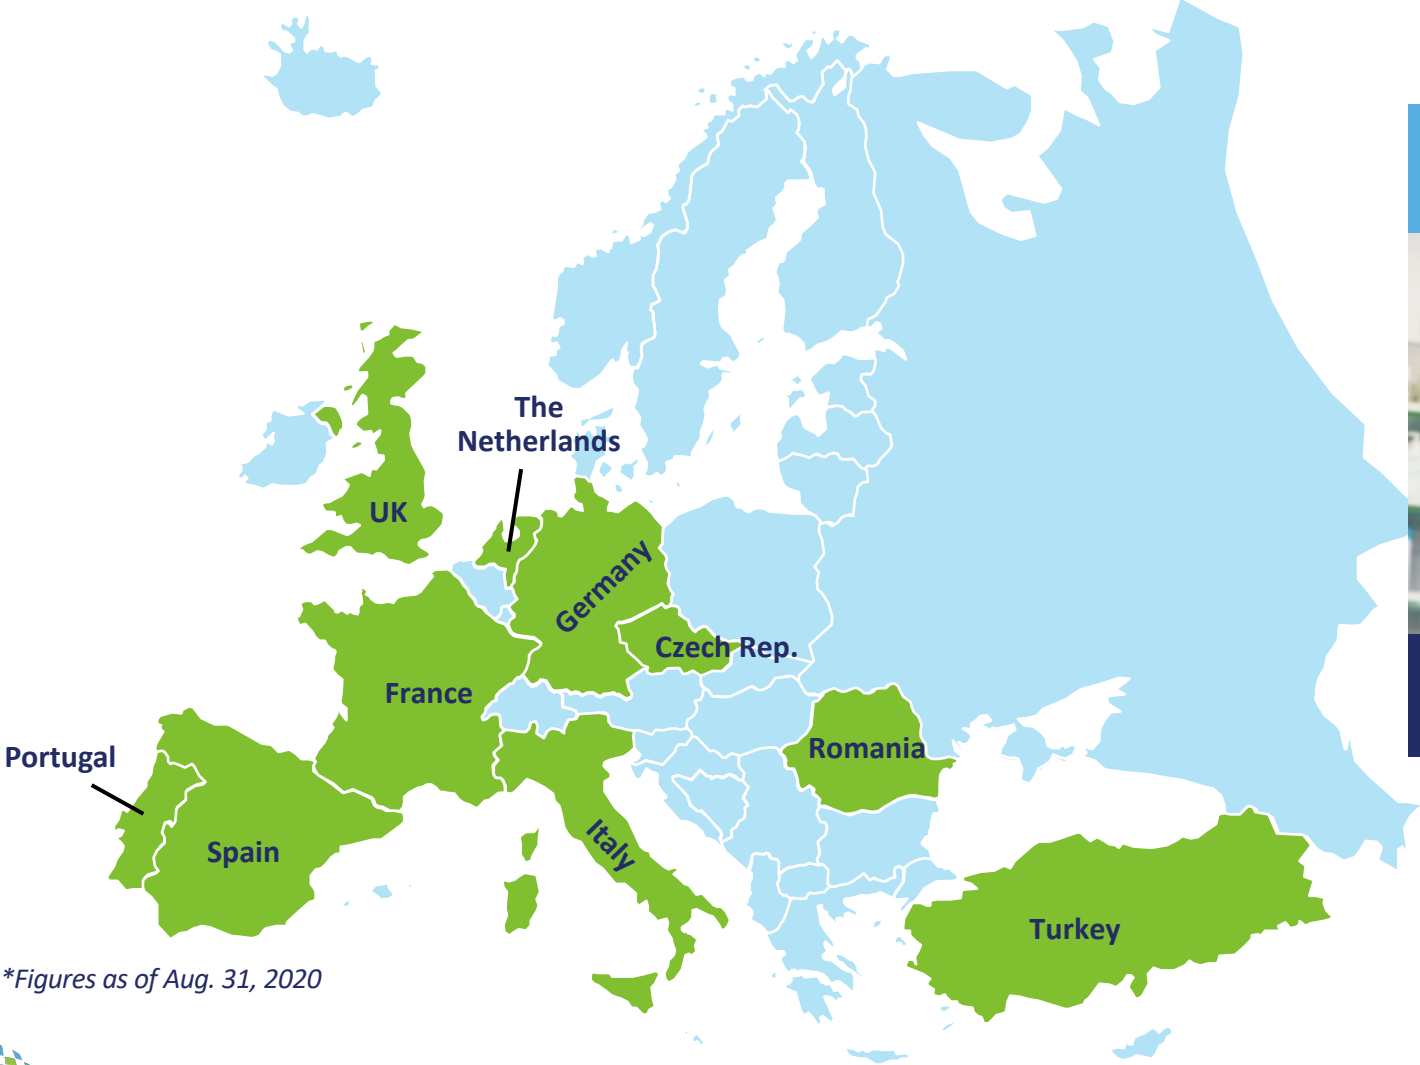 The
Netherlands
UK
Germany
Czech Rep.
France
Romania
Portugal
Italy
Spain
Turkey
*Figures as of Aug. 31, 2020